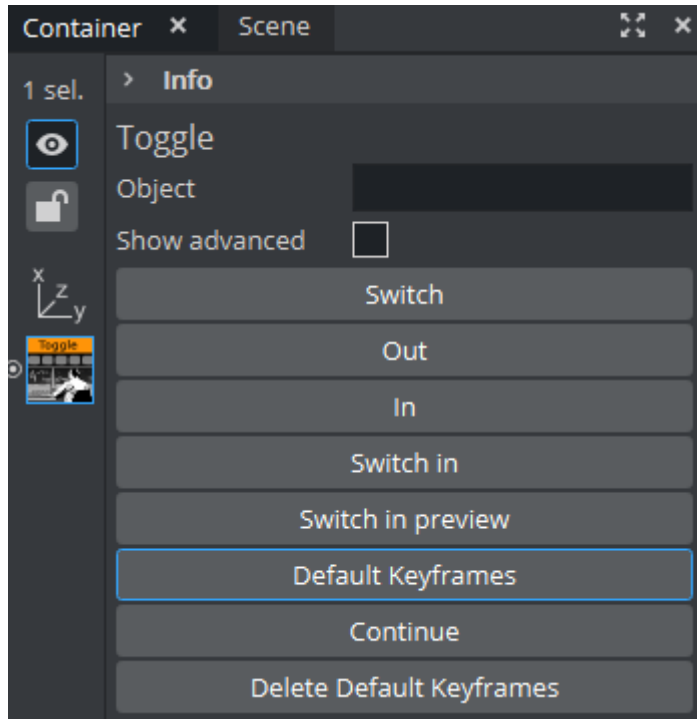 Container
Scene
1 sel.
Info
Toggle
Object
Show advanced
x
z
y
Switch
Toggle
Out
In
Switch in
Switch in preview
Default Keyframes
Continue
Delete Default Keyframes